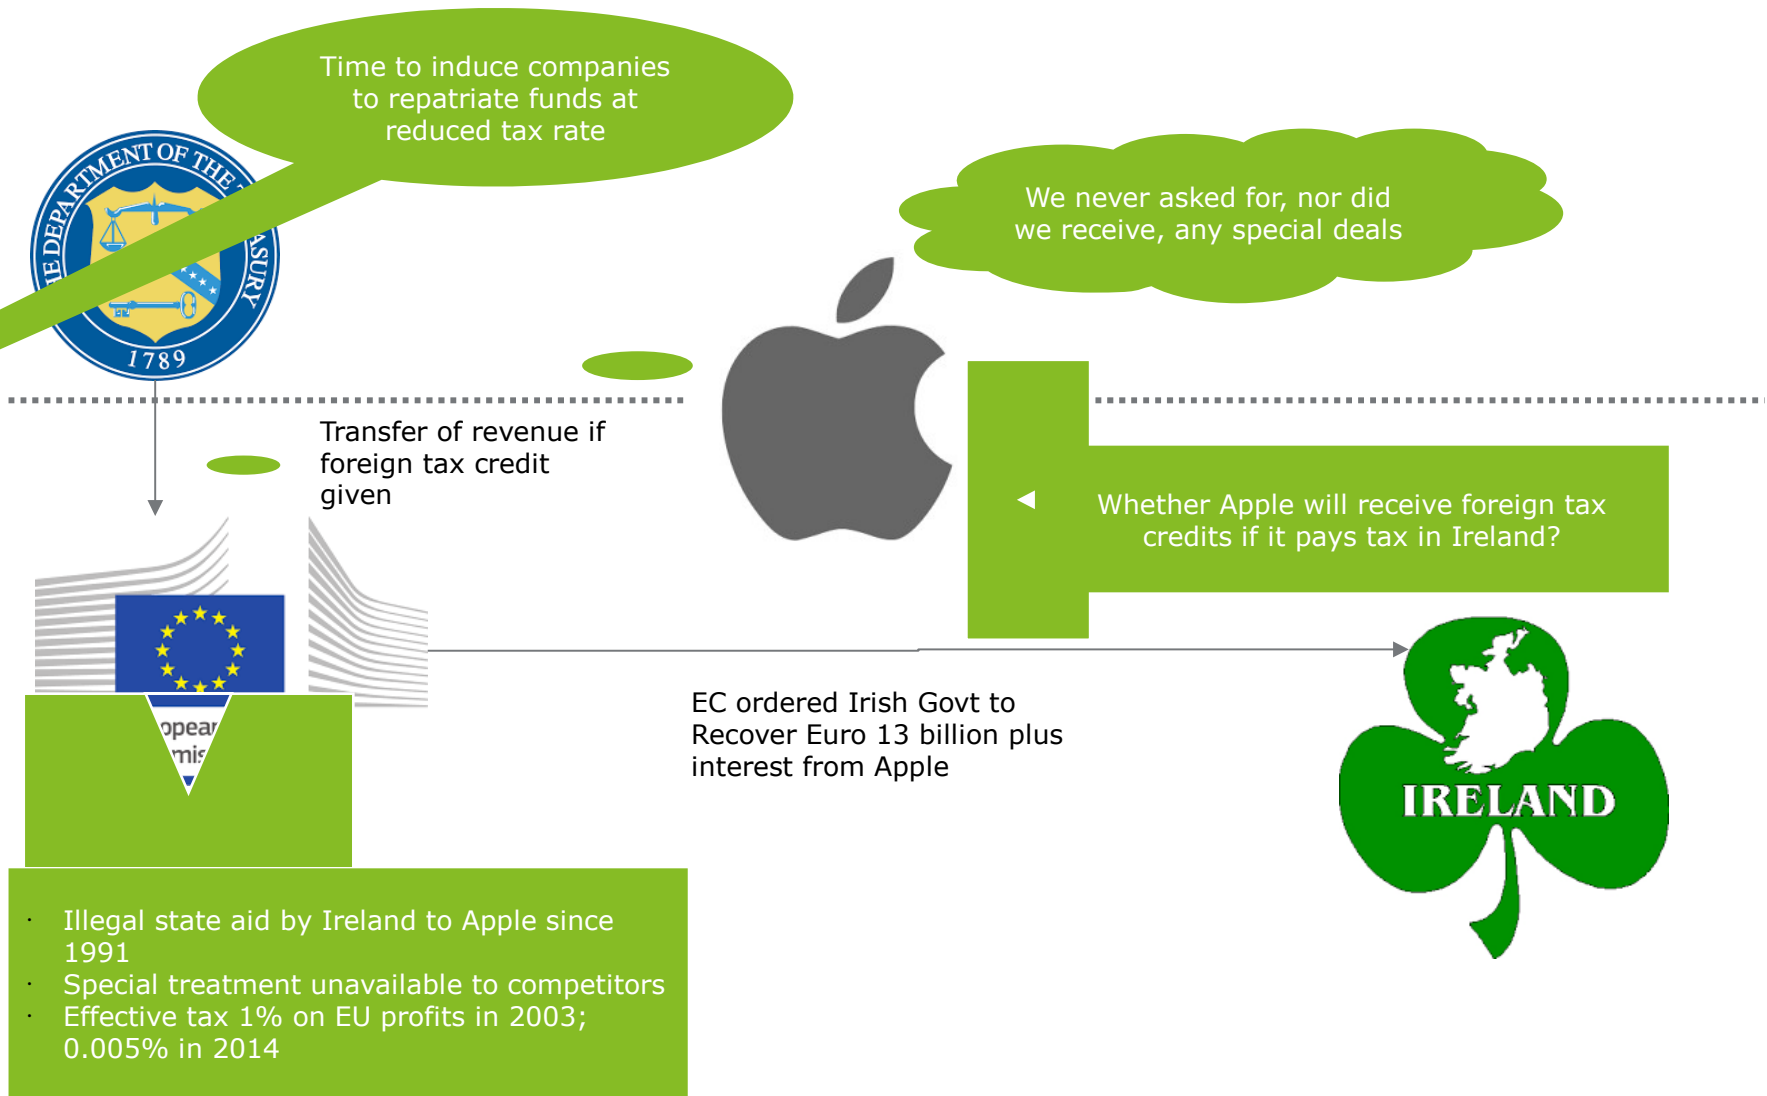 Time to induce companies
to repatriate funds at
reduced tax rate
DEPARTMENT OF THE
1789
We never asked for, nor did
we receive, any special deals
Transfer of revenue if
foreign tax credit
given
Whether Apple will receive foreign tax
credits if it pays tax in Ireland?
EC ordered Irish Govt to
Recover Euro 13 billion plus
interest from Apple
IRELAND
· Illegal state aid by Ireland to Apple since
1991
· Special treatment unavailable to competitors
· Effective tax 1% on EU profits in 2003;
0.005% in 2014